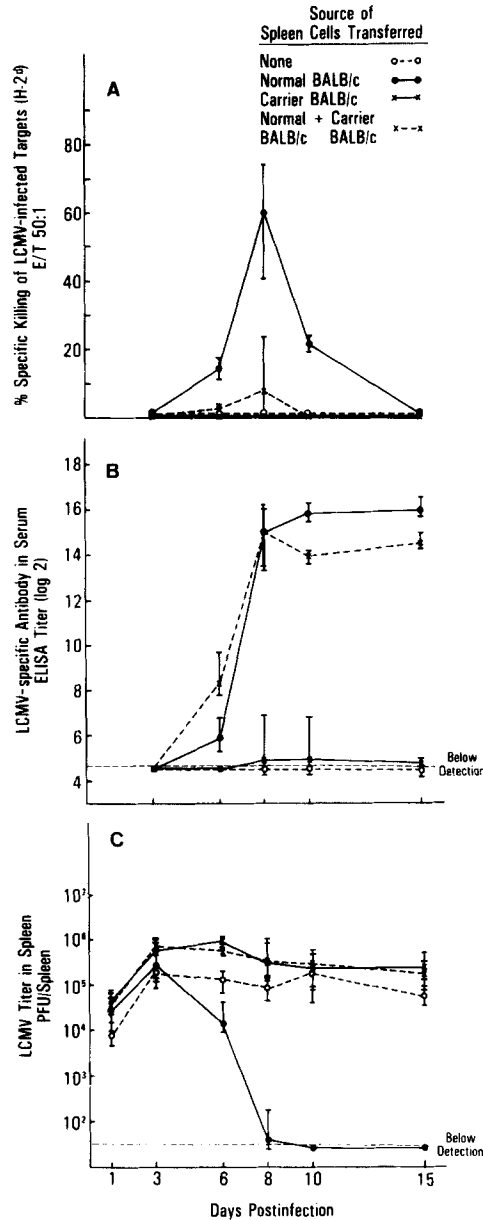 Source of
Spleen Cells Transferred
None
Normal BALB/c
Carrier BALB/c
Normal + Carrier
BALB/c BALB/c
A
% Specific Killing of LCMV-infected Targets (H-2ᵈ)
E/T 50:1
80
60
40
20
B
LCMV-specific Antibody in Serum
ELISA Titer (log 2)
18
16
14
12
10
8
6
4
Below
Detection
C
LCMV Titer in Spleen
PFU/Spleen
10⁷
10⁶
10⁵
10⁴
10³
10²
Below
Detection
1 3 6 8 10 15
Days Postinfection